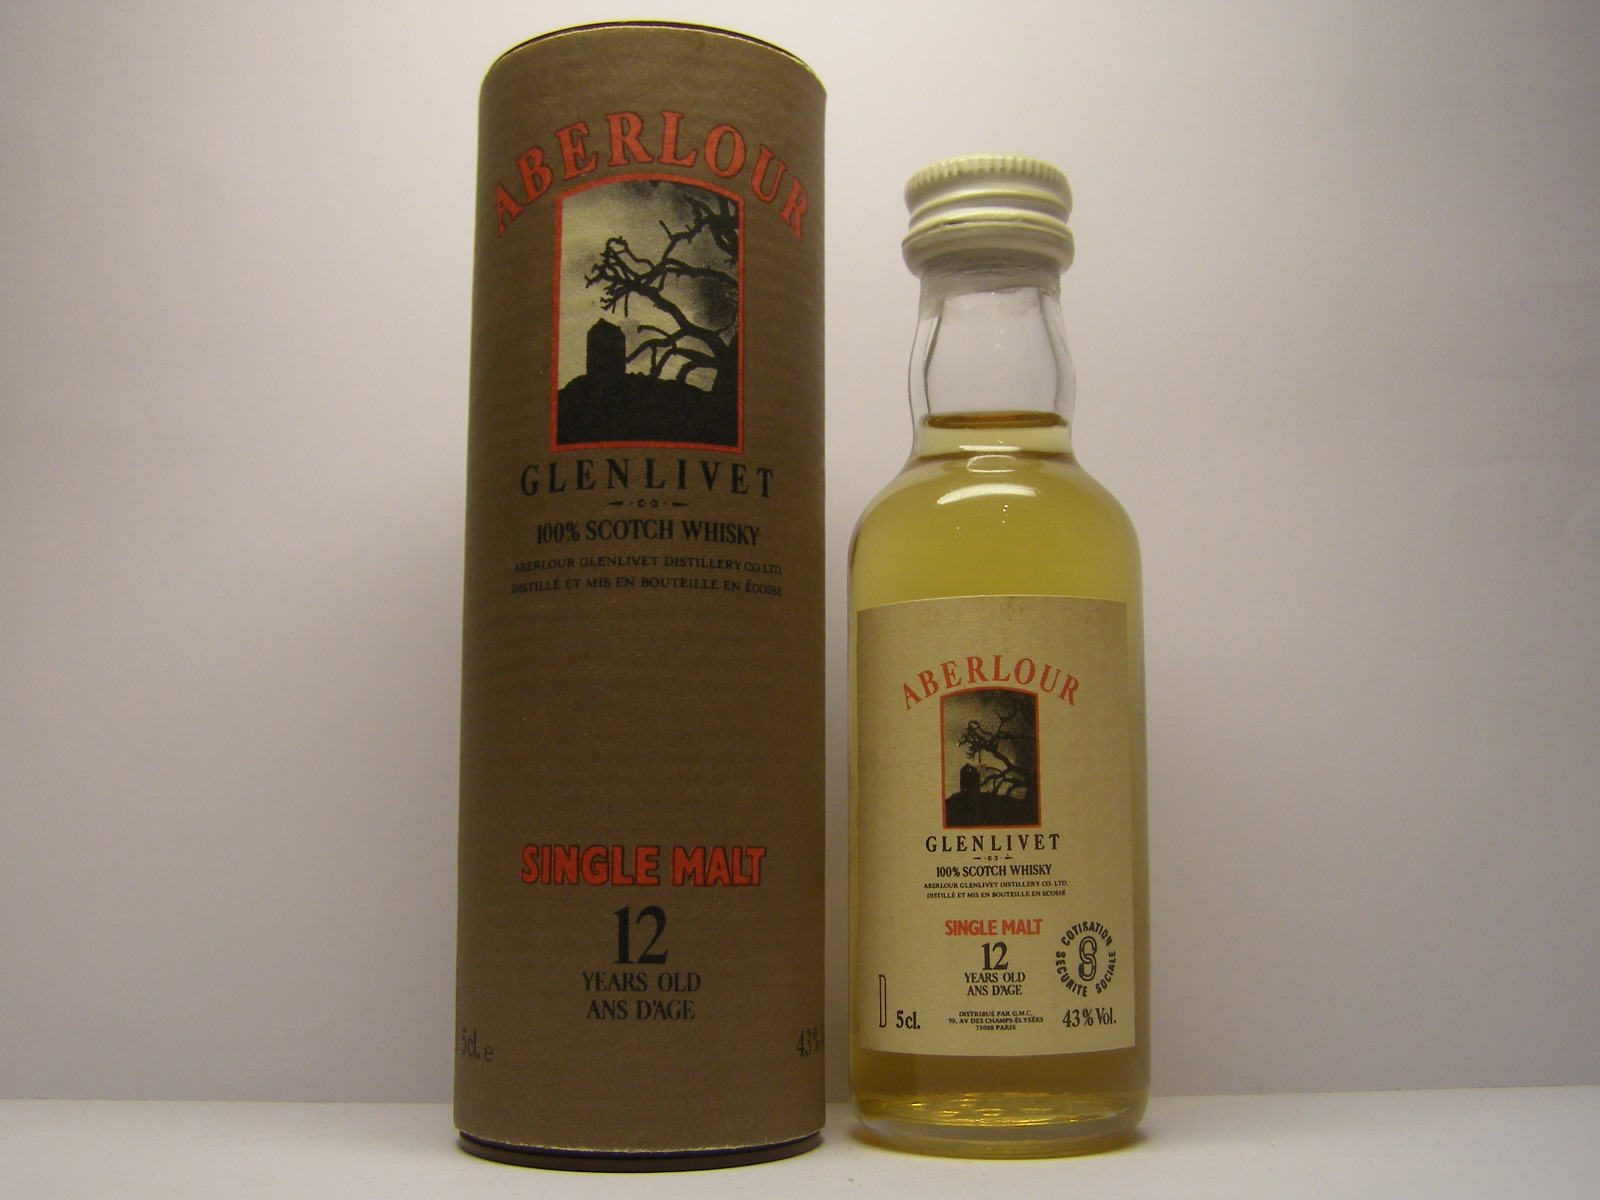 ABERLOUR
GLENLIVET
100% SCOTCH WHISKY
ABERLOUR GLENLIVET DISTILLERY CO. LTD.
DISTILLÉ ET MIS EN BOUTEILLE EN ÉCOSSE
SINGLE MALT
12
YEARS OLD
ANS D'AGE
5cl. e
43%
ABERLOUR
GLENLIVET
100% SCOTCH WHISKY
ABERLOUR GLENLIVET DISTILLERY CO. LTD.
DISTILLÉ ET MIS EN BOUTEILLE EN ECOSSE
SINGLE MALT
12
YEARS OLD
ANS D'AGE
COTISATION
SECURITE SOCIALE
S
D 5cl.
DISTRIBUÉ PAR G.M.C.
90, AV DES CHAMPS-ÉLYSÉES
75008 PARIS
43% Vol.